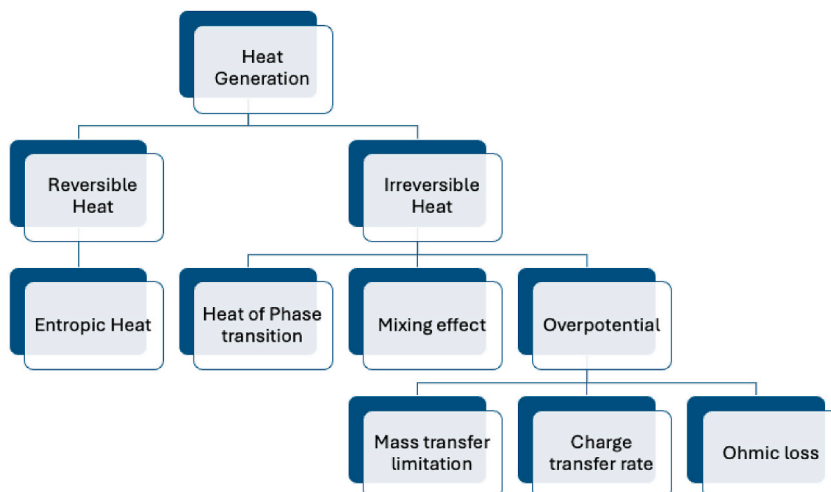 Heat
Generation
Reversible
Heat
Irreversible
Heat
Entropic Heat
Heat of Phase
transition
Mixing effect
Overpotential
Mass transfer
limitation
Charge
transfer rate
Ohmic loss